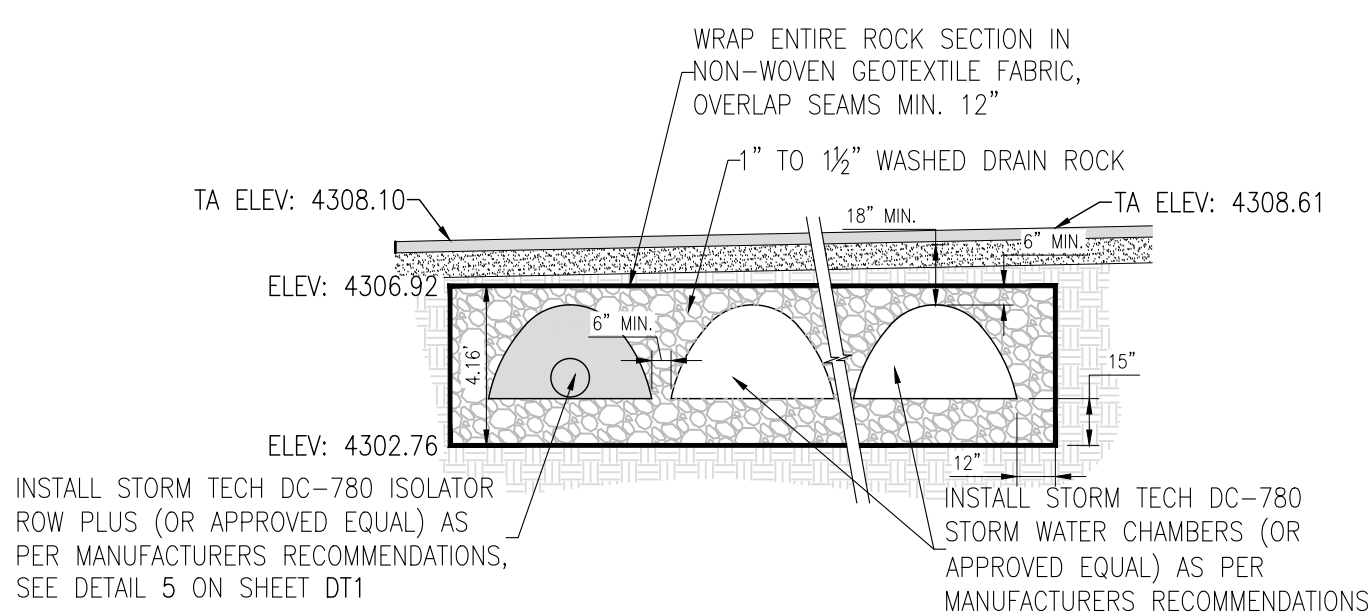 WRAP ENTIRE ROCK SECTION IN
NON-WOVEN GEOTEXTILE FABRIC,
OVERLAP SEAMS MIN. 12”
1” TO 1½” WASHED DRAIN ROCK
TA ELEV: 4308.10
18” MIN.
TA ELEV: 4308.61
6” MIN.
ELEV: 4306.92
6” MIN.
4.16'
15”
ELEV: 4302.76
12”
INSTALL STORM TECH DC-780 ISOLATOR
ROW PLUS (OR APPROVED EQUAL) AS
PER MANUFACTURERS RECOMMENDATIONS,
SEE DETAIL 5 ON SHEET DT1
INSTALL STORM TECH DC-780
STORM WATER CHAMBERS (OR
APPROVED EQUAL) AS PER
MANUFACTURERS RECOMMENDATIONS